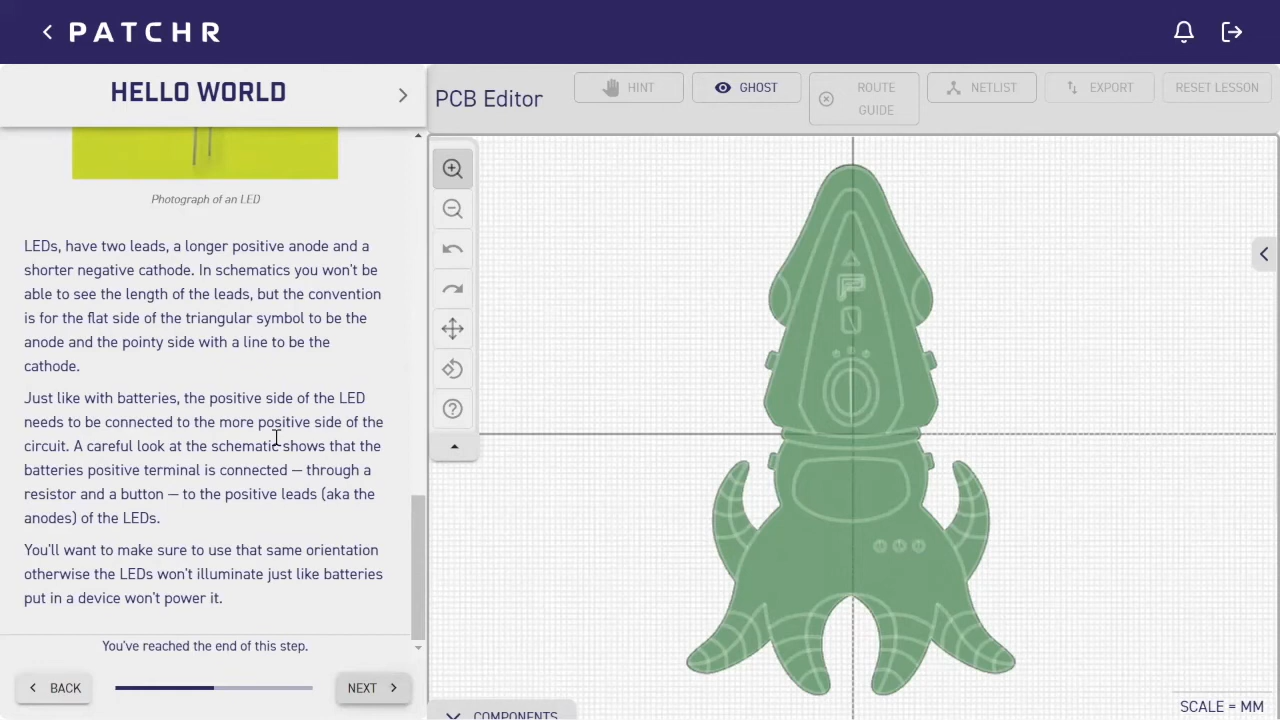 PATCHR
HELLO WORLD
PCB Editor
HINT
GHOST
ROUTE
GUIDE
NETLIST
EXPORT
RESET LESSON
Photograph of an LED
LEDs, have two leads, a longer positive anode and a
shorter negative cathode. In schematics you won't be
able to see the length of the leads, but the convention
is for the flat side of the triangular symbol to be the
anode and the pointy side with a line to be the
cathode.
Just like with batteries, the positive side of the LED
needs to be connected to the more positive side of the
circuit. A careful look at the schematic shows that the
batteries positive terminal is connected — through a
resistor and a button — to the positive leads (aka the
anodes) of the LEDs.
You'll want to make sure to use that same orientation
otherwise the LEDs won't illuminate just like batteries
put in a device won't power it.
You've reached the end of this step.
BACK
NEXT
COMPONENTS
SCALE = MM